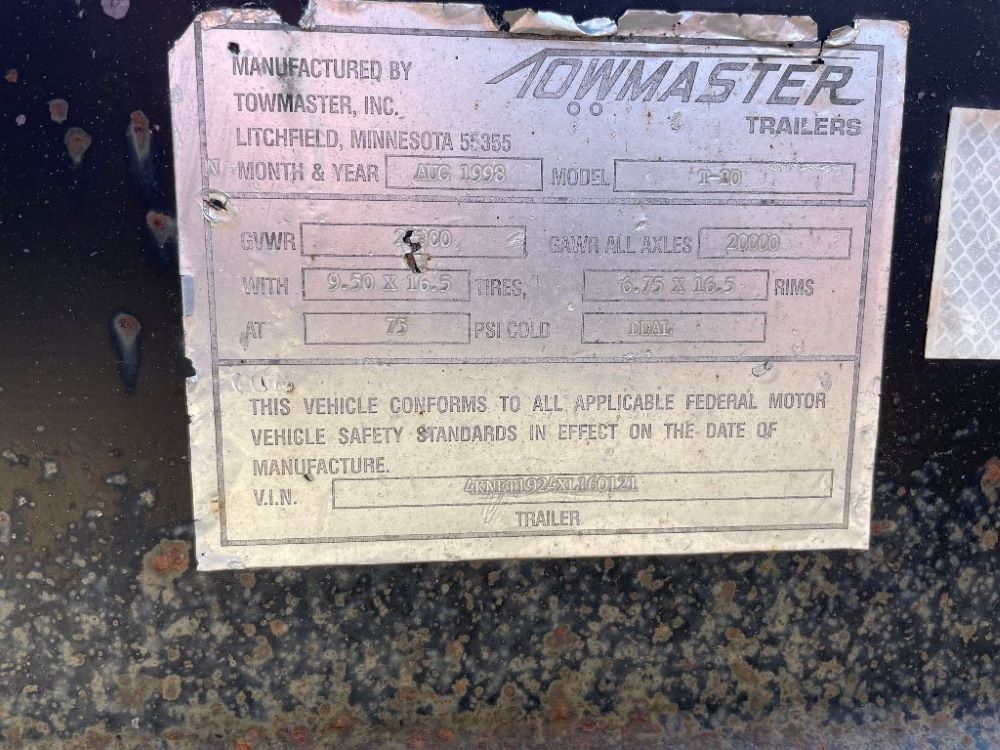 MANUFACTURED BY
TOWMASTER, INC.
LITCHFIELD, MINNESOTA 55355
TOWMASTER
TRAILERS
MONTH & YEAR AUG 1998 MODEL
GVWR GAWR ALL AXLES 20000
WITH 9.50 X 16.5 TIRES, 6.75 X 16.5 RIMS
AT 75 PSI COLD DUAL
THIS VEHICLE CONFORMS TO ALL APPLICABLE FEDERAL MOTOR
VEHICLE SAFETY STANDARDS IN EFFECT ON THE DATE OF
MANUFACTURE.
V.I.N.
TRAILER